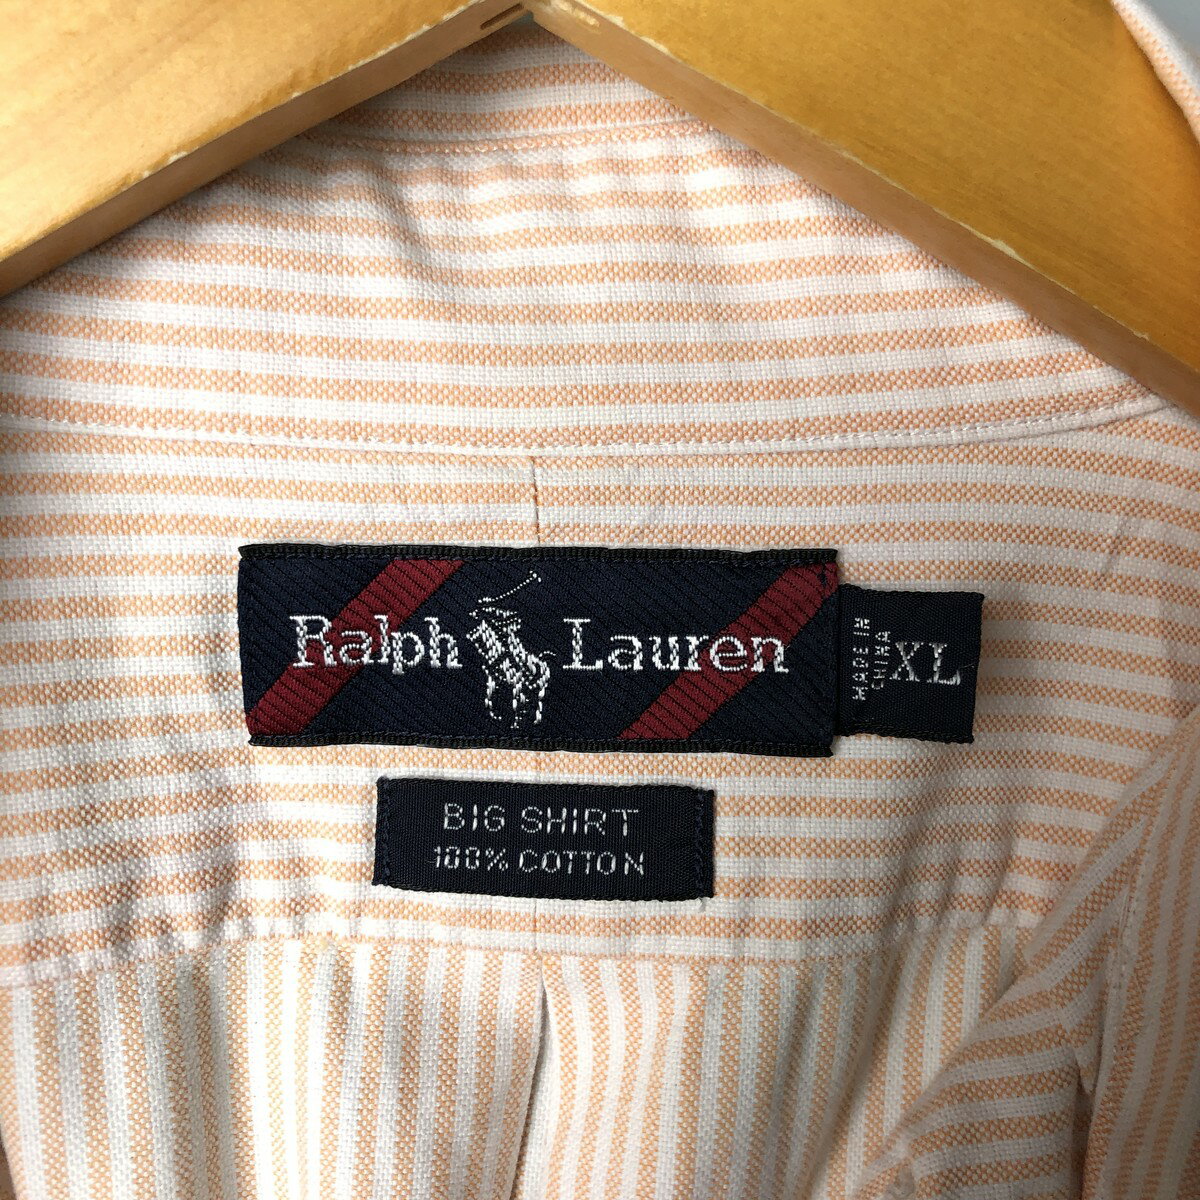 Ralph Lauren
MADE IN
CHINA
XL
BIG SHIRT
100% COTTON